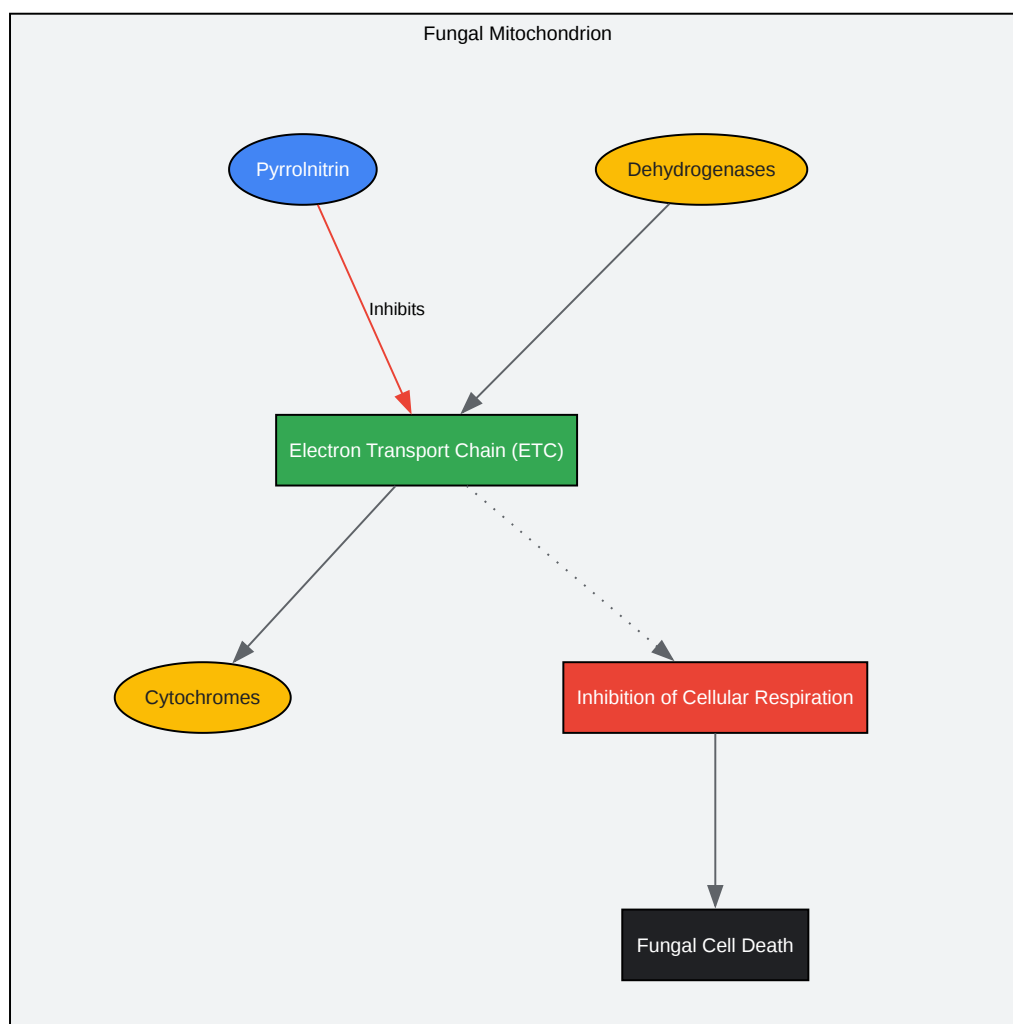 Fungal Mitochondrion
Pyrrolnitrin
Dehydrogenases
Inhibits
Electron Transport Chain (ETC)
Cytochromes
Inhibition of Cellular Respiration
Fungal Cell Death